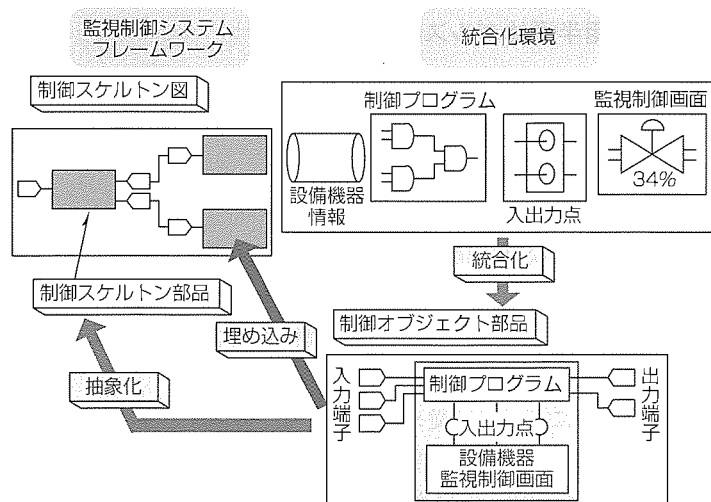 監視制御システム
フレームワーク
統合化環境
制御スケルトン図
制御プログラム
監視制御画面
設備機器
情報
入出力点
34%
統合化
制御スケルトン部品
制御オブジェクト部品
埋め込み
抽象化
入力端子
制御プログラム
出力端子
入出力点
設備機器
監視制御画面